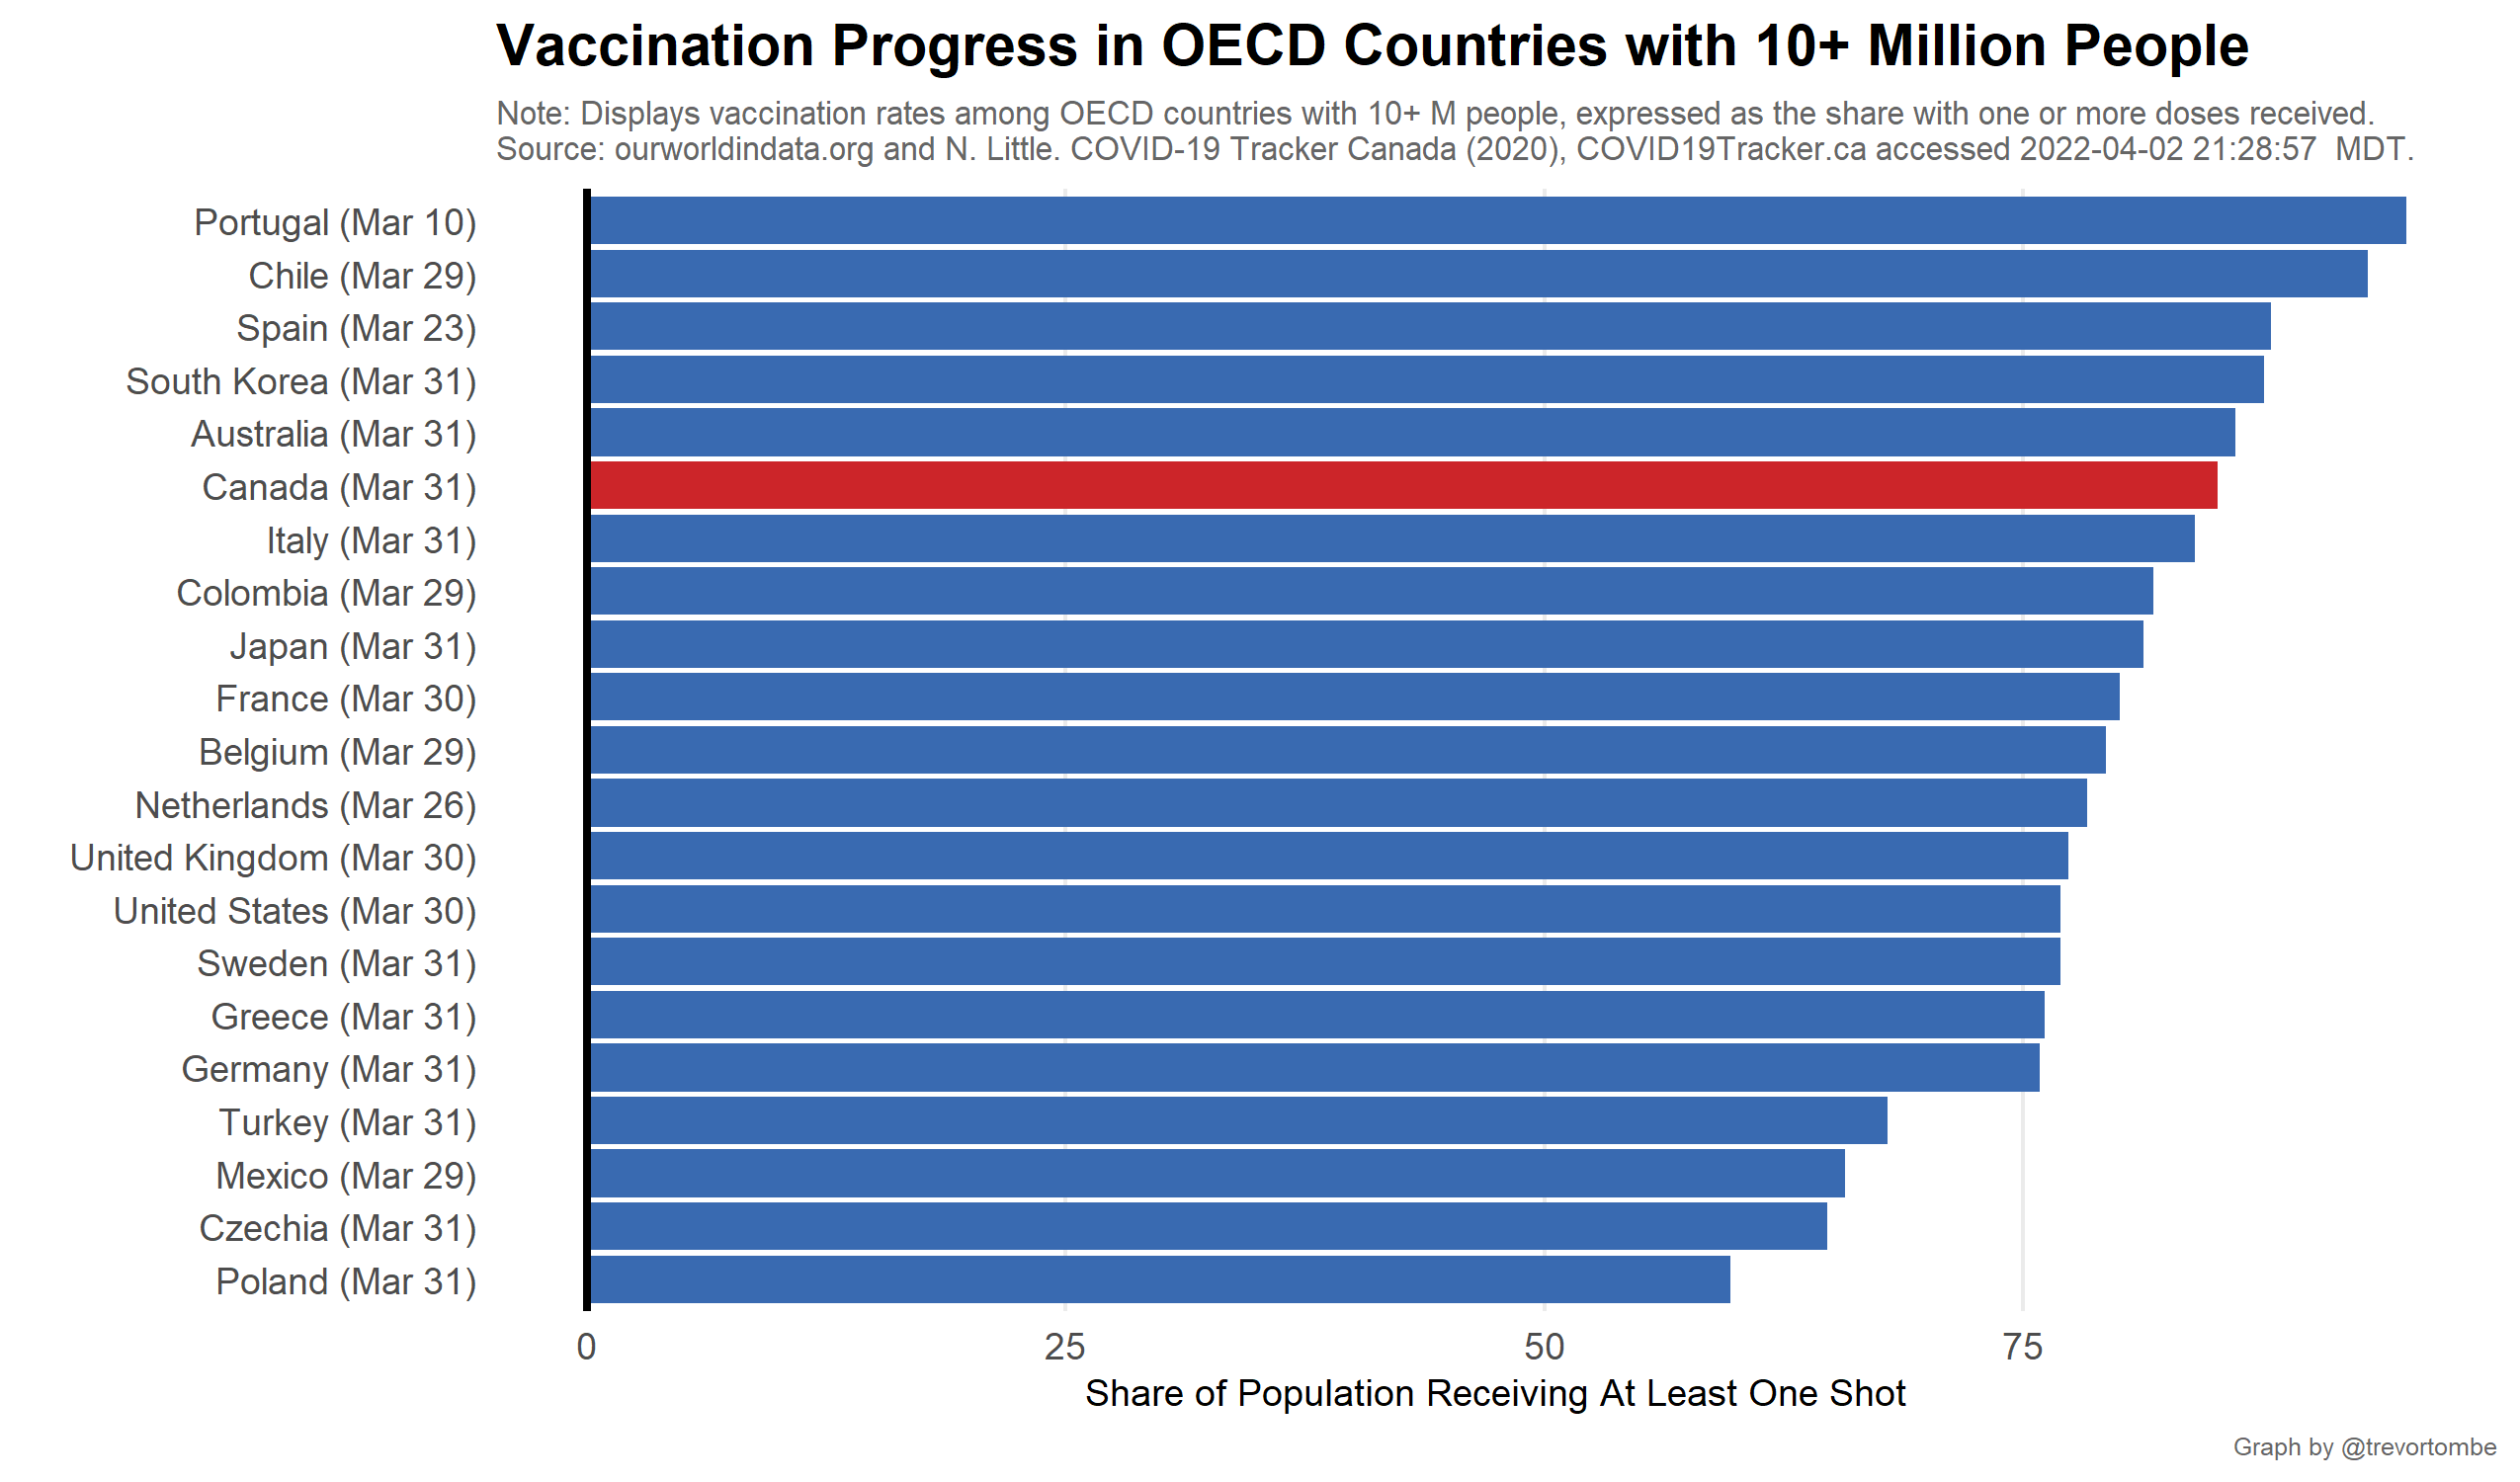 Vaccination Progress in OECD Countries with 10+ Million People
Note: Displays vaccination rates among OECD countries with 10+ M people, expressed as the share with one or more doses received.
Source: ourworldindata.org and N. Little. COVID-19 Tracker Canada (2020), COVID19Tracker.ca accessed 2022-04-02 21:28:57  MDT.
Portugal (Mar 10)
Chile (Mar 29)
Spain (Mar 23)
South Korea (Mar 31)
Australia (Mar 31)
Canada (Mar 31)
Italy (Mar 31)
Colombia (Mar 29)
Japan (Mar 31)
France (Mar 30)
Belgium (Mar 29)
Netherlands (Mar 26)
United Kingdom (Mar 30)
United States (Mar 30)
Sweden (Mar 31)
Greece (Mar 31)
Germany (Mar 31)
Turkey (Mar 31)
Mexico (Mar 29)
Czechia (Mar 31)
Poland (Mar 31)
0 25 50 75
Share of Population Receiving At Least One Shot
Graph by @trevortombe